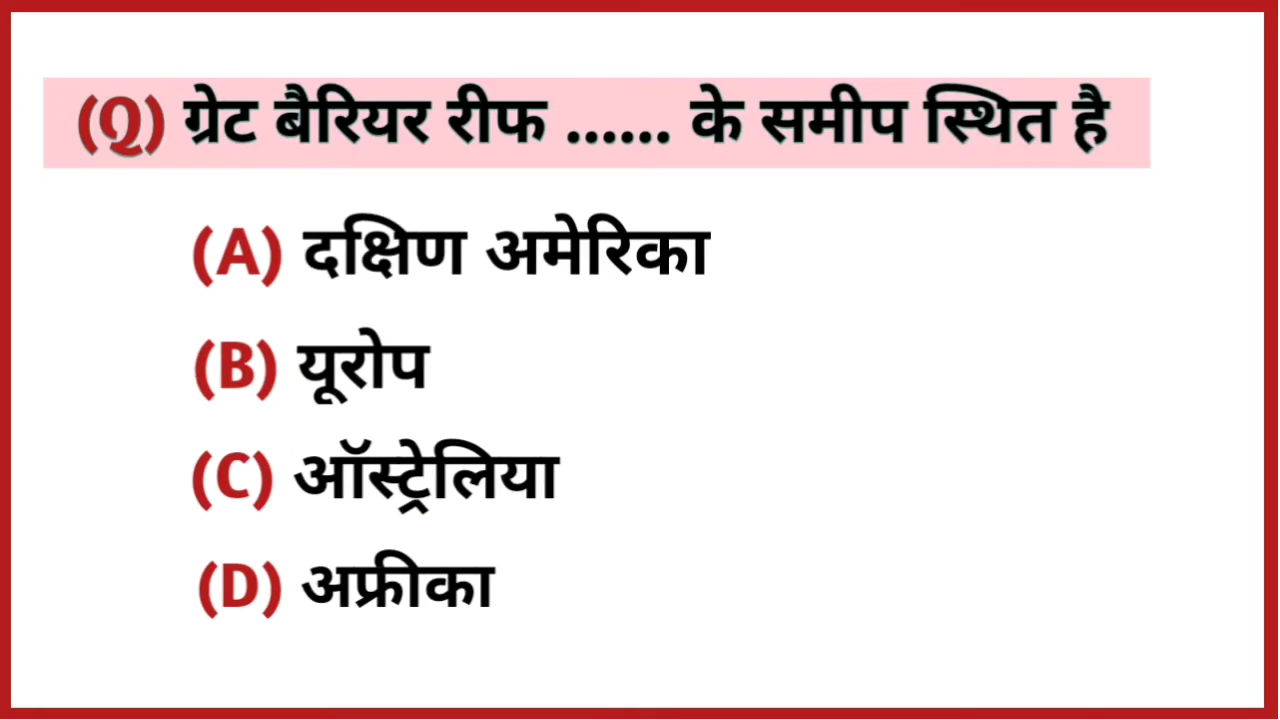 (Q) ग्रेट बैरियर रीफ ...... के समीप स्थित है
(A) दक्षिण अमेरिका
(B) यूरोप
(C) ऑस्ट्रेलिया
(D) अफ्रीका